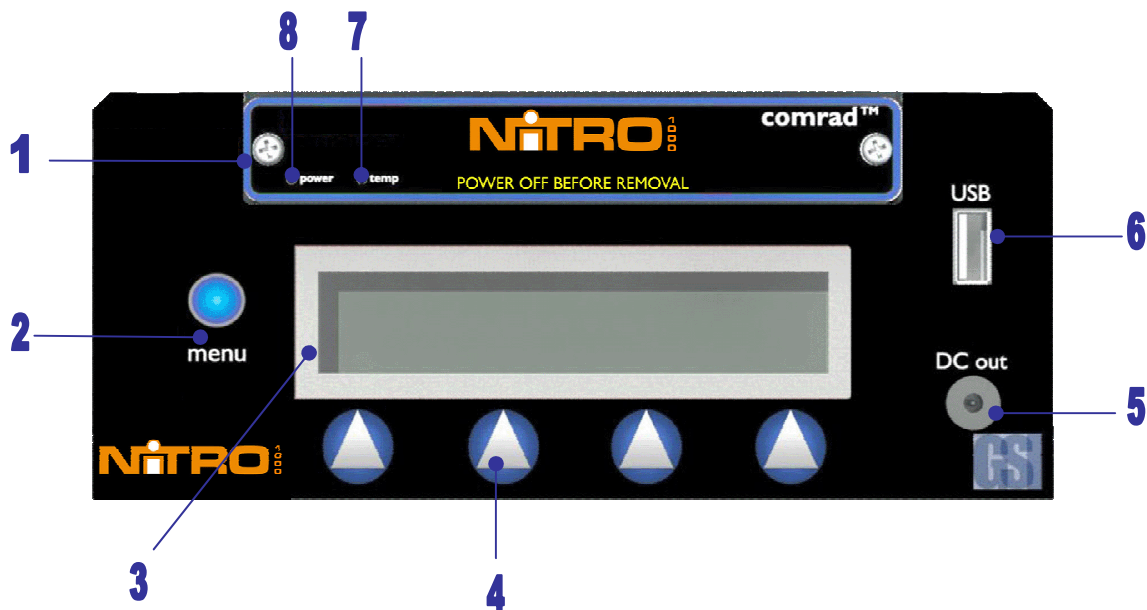 8 7
1
NiTRO 1000
comrad™
power temp
POWER OFF BEFORE REMOVAL
USB
6
2
menu
DC out
5
NiTRO 1000
GS
3
4